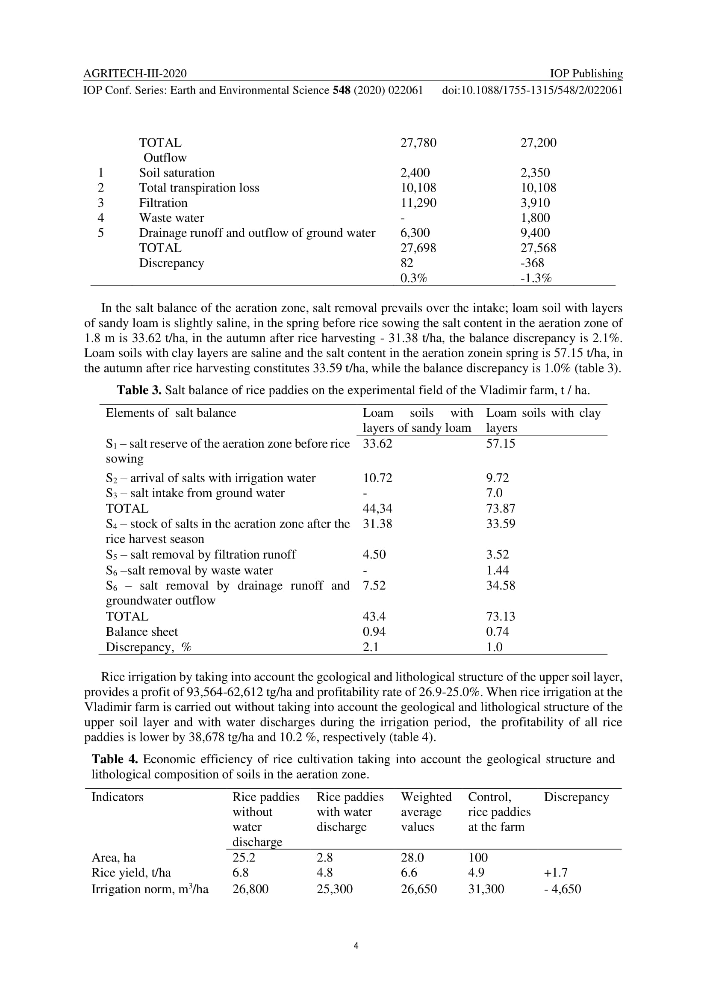 AGRITECH-III-2020 IOP Publishing
IOP Conf. Series: Earth and Environmental Science 548 (2020) 022061 doi:10.1088/1755-1315/548/2/022061
TOTAL 27,780 27,200
Outflow
1 Soil saturation 2,400 2,350
2 Total transpiration loss 10,108 10,108
3 Filtration 11,290 3,910
4 Waste water - 1,800
5 Drainage runoff and outflow of ground water 6,300 9,400
TOTAL 27,698 27,568
Discrepancy 82 -368
0.3% -1.3%
In the salt balance of the aeration zone, salt removal prevails over the intake; loam soil with layers
of sandy loam is slightly saline, in the spring before rice sowing the salt content in the aeration zone of
1.8 m is 33.62 t/ha, in the autumn after rice harvesting - 31.38 t/ha, the balance discrepancy is 2.1%.
Loam soils with clay layers are saline and the salt content in the aeration zonein spring is 57.15 t/ha, in
the autumn after rice harvesting constitutes 33.59 t/ha, while the balance discrepancy is 1.0% (table 3).
Table 3. Salt balance of rice paddies on the experimental field of the Vladimir farm, t / ha.
Elements of salt balance Loam soils with Loam soils with clay
layers of sandy loam layers
S₁ – salt reserve of the aeration zone before rice 33.62 57.15
sowing
S₂ – arrival of salts with irrigation water 10.72 9.72
S₃ – salt intake from ground water - 7.0
TOTAL 44,34 73.87
S₄ – stock of salts in the aeration zone after the 31.38 33.59
rice harvest season
S₅ – salt removal by filtration runoff 4.50 3.52
S₆ –salt removal by waste water - 1.44
S₆ – salt removal by drainage runoff and 7.52 34.58
groundwater outflow
TOTAL 43.4 73.13
Balance sheet 0.94 0.74
Discrepancy, % 2.1 1.0
Rice irrigation by taking into account the geological and lithological structure of the upper soil layer,
provides a profit of 93,564-62,612 tg/ha and profitability rate of 26.9-25.0%. When rice irrigation at the
Vladimir farm is carried out without taking into account the geological and lithological structure of the
upper soil layer and with water discharges during the irrigation period, the profitability of all rice
paddies is lower by 38,678 tg/ha and 10.2 %, respectively (table 4).
Table 4. Economic efficiency of rice cultivation taking into account the geological structure and
lithological composition of soils in the aeration zone.
Indicators Rice paddies Rice paddies Weighted Control, Discrepancy
without with water average rice paddies
water discharge values at the farm
discharge
Area, ha 25.2 2.8 28.0 100
Rice yield, t/ha 6.8 4.8 6.6 4.9 +1.7
Irrigation norm, m³/ha 26,800 25,300 26,650 31,300 - 4,650
4